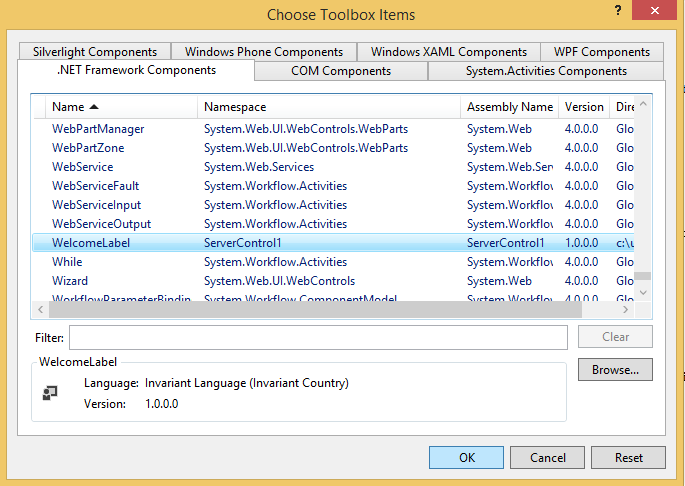 Choose Toolbox Items
?
Silverlight Components Windows Phone Components Windows XAML Components WPF Components
.NET Framework Components COM Components System.Activities Components
Name Namespace Assembly Name Version Dire
WebPartManager System.Web.UI.WebControls.WebParts System.Web 4.0.0.0 Glo
WebPartZone System.Web.UI.WebControls.WebParts System.Web 4.0.0.0 Glo
WebService System.Web.Services System.Web.Serv 4.0.0.0 Glo
WebServiceFault System.Workflow.Activities System.Workflow 4.0.0.0 Glo
WebServiceInput System.Workflow.Activities System.Workflow 4.0.0.0 Glo
WebServiceOutput System.Workflow.Activities System.Workflow 4.0.0.0 Glo
WelcomeLabel ServerControl1 ServerControl1 1.0.0.0 c:\u
While System.Workflow.Activities System.Workflow 4.0.0.0 Glo
Wizard System.Web.UI.WebControls System.Web 4.0.0.0 Glo
WorkflowParameterBindin System.Workflow.ComponentModel System.Workflow 4.0.0.0 Glo
Filter: Clear
WelcomeLabel
Language: Invariant Language (Invariant Country)
Version: 1.0.0.0
Browse...
OK Cancel Reset